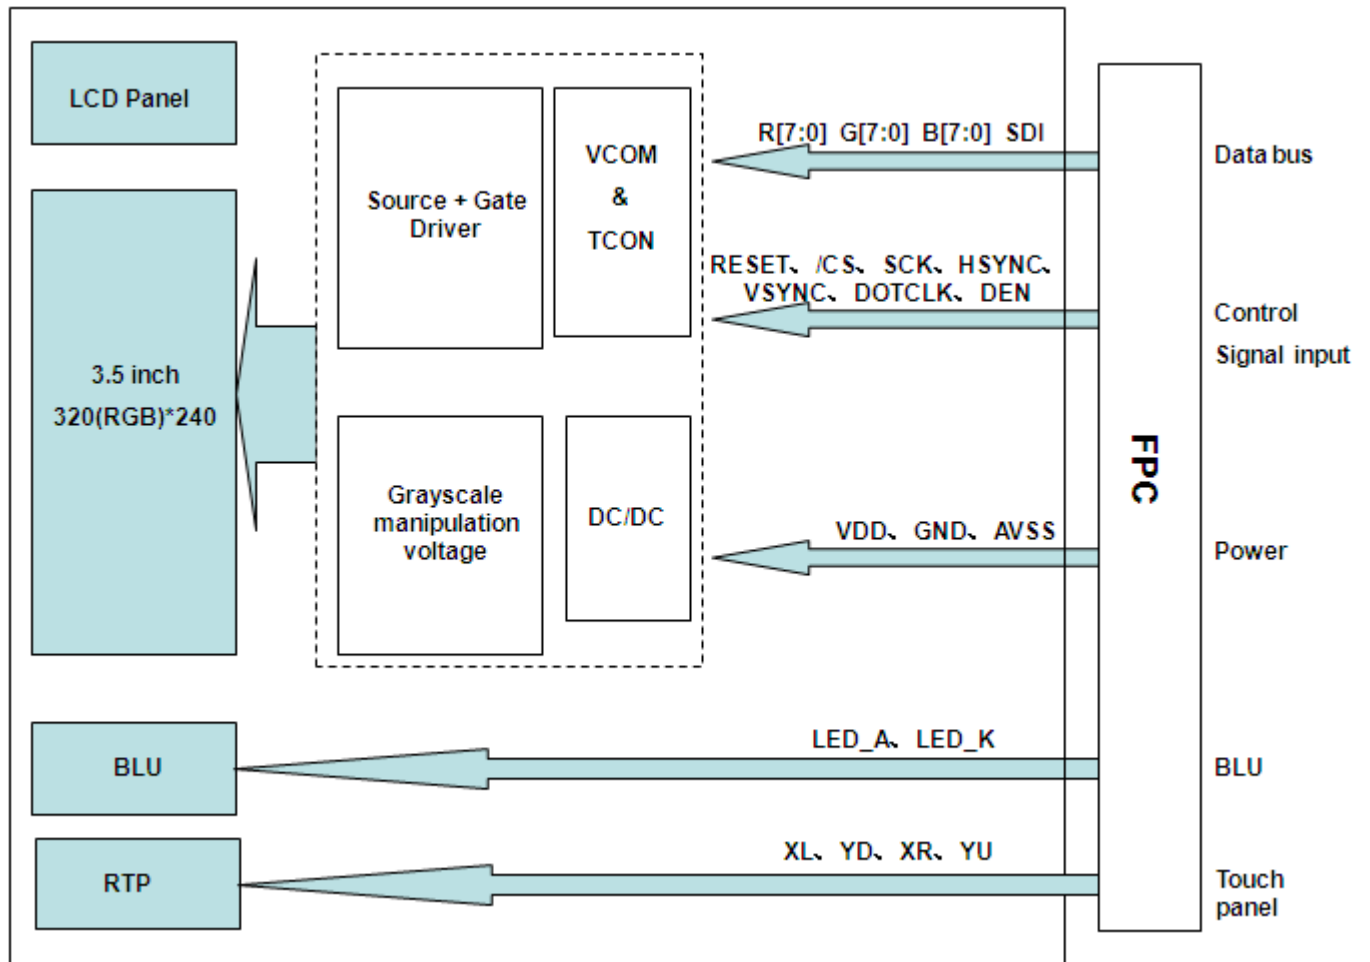 LCD Panel
3.5 inch
320(RGB)*240
BLU
RTP
Source + Gate
Driver
VCOM
&
TCON
Grayscale
manipulation
voltage
DC/DC
R[7:0] G[7:0] B[7:0] SDI
RESET、/CS、SCK、HSYNC、
VSYNC、DOTCLK、DEN
VDD、GND、AVSS
LED_A、LED_K
XL、YD、XR、YU
FPC
Data bus
Control
Signal input
Power
BLU
Touch
panel